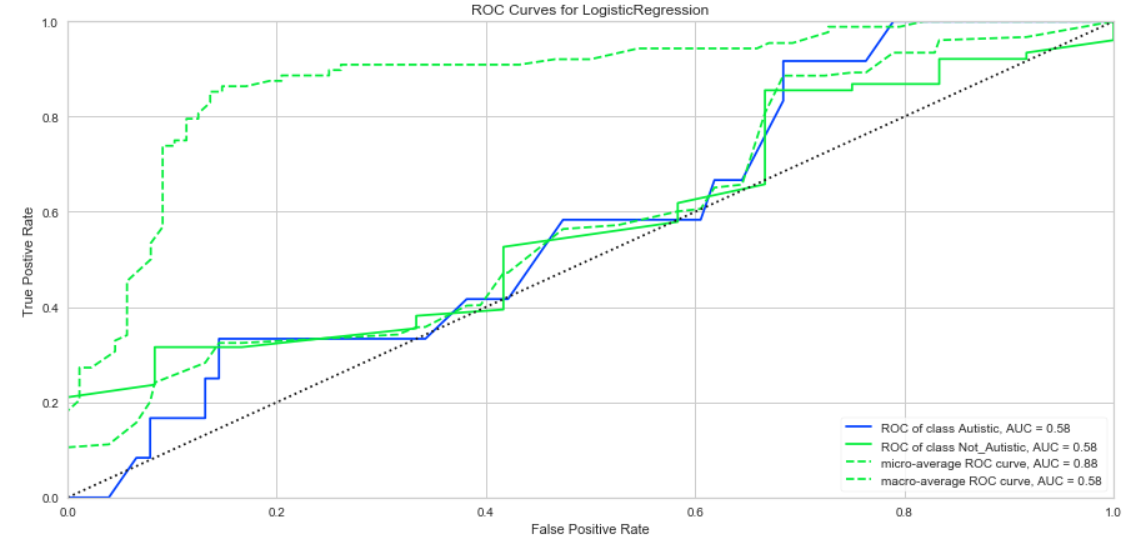 ROC Curves for LogisticRegression
1.0
0.8
0.6
0.4
0.2
0.0
True Postive Rate
ROC of class Autistic, AUC = 0.58
ROC of class Not_Autistic, AUC = 0.58
micro-average ROC curve, AUC = 0.88
macro-average ROC curve, AUC = 0.58
0.0 0.2 0.4 0.6 0.8 1.0
False Positive Rate